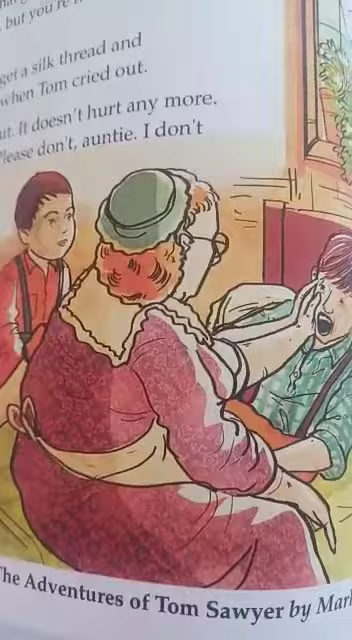 , but you're
get a silk thread and
when Tom cried out.
ut. It doesn't hurt any more.
Please don't, auntie. I don't
The Adventures of Tom Sawyer by Mark